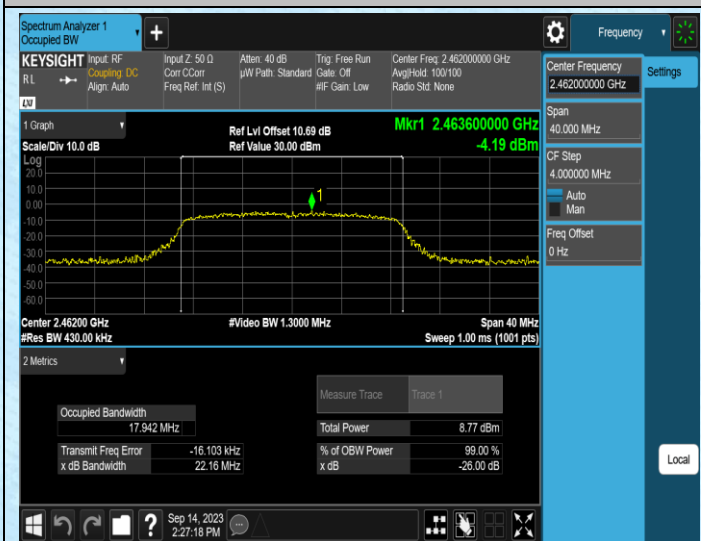 Spectrum Analyzer 1
Occupied BW
Frequency
KEYSIGHT
RL
LXI
Input: RF
Coupling: DC
Align: Auto
Input Z: 50 Ω
Corr CCorr
Freq Ref: Int (S)
Atten: 40 dB
µW Path: Standard
Trig: Free Run
Gate: Off
#IF Gain: Low
Center Freq: 2.462000000 GHz
Avg|Hold: 100/100
Radio Std: None
Center Frequency
2.462000000 GHz
Settings
Span
40.000 MHz
CF Step
4.000000 MHz
Auto
Man
Freq Offset
0 Hz
1 Graph
Scale/Div 10.0 dB
Ref Lvl Offset 10.69 dB
Ref Value 30.00 dBm
Mkr1 2.463600000 GHz
-4.19 dBm
Log
20.0
10.0
0.00
-10.0
-20.0
-30.0
-40.0
-50.0
-60.0
1
Center 2.46200 GHz
#Res BW 430.00 kHz
#Video BW 1.3000 MHz
Span 40 MHz
Sweep 1.00 ms (1001 pts)
2 Metrics
Measure Trace Trace 1
Occupied Bandwidth
17.942 MHz
Total Power 8.77 dBm
Transmit Freq Error -16.103 kHz
% of OBW Power 99.00 %
x dB Bandwidth 22.16 MHz
x dB -26.00 dB
Local
Sep 14, 2023
2:27:18 PM